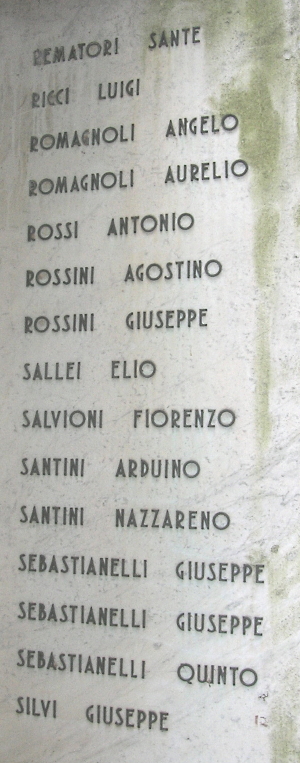 REMATORI SANTE
RICCI LUIGI
ROMAGNOLI ANGELO
ROMAGNOLI AURELIO
ROSSI ANTONIO
ROSSINI AGOSTINO
ROSSINI GIUSEPPE
SALLEI ELIO
SALVIONI FIORENZO
SANTINI ARDUINO
SANTINI NAZZARENO
SEBASTIANELLI GIUSEPPE
SEBASTIANELLI GIUSEPPE
SEBASTIANELLI QUINTO
SILVI GIUSEPPE